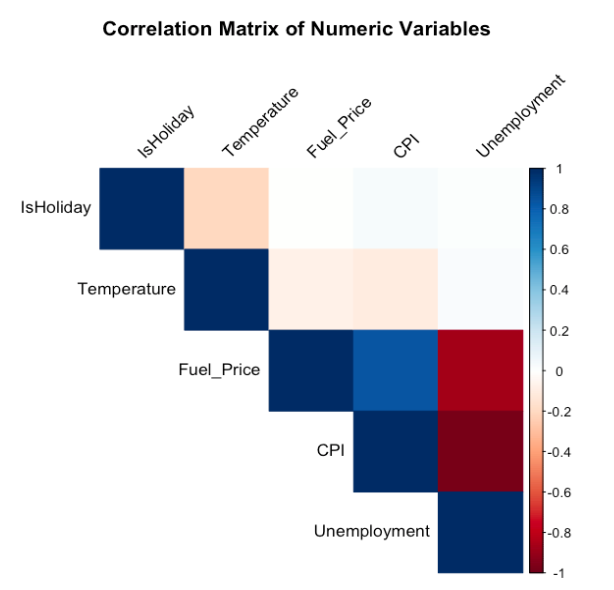 Correlation Matrix of Numeric Variables
IsHoliday
Temperature
Fuel_Price
CPI
Unemployment
IsHoliday
Temperature
Fuel_Price
CPI
Unemployment
1
0.8
0.6
0.4
0.2
0
-0.2
-0.4
-0.6
-0.8
-1